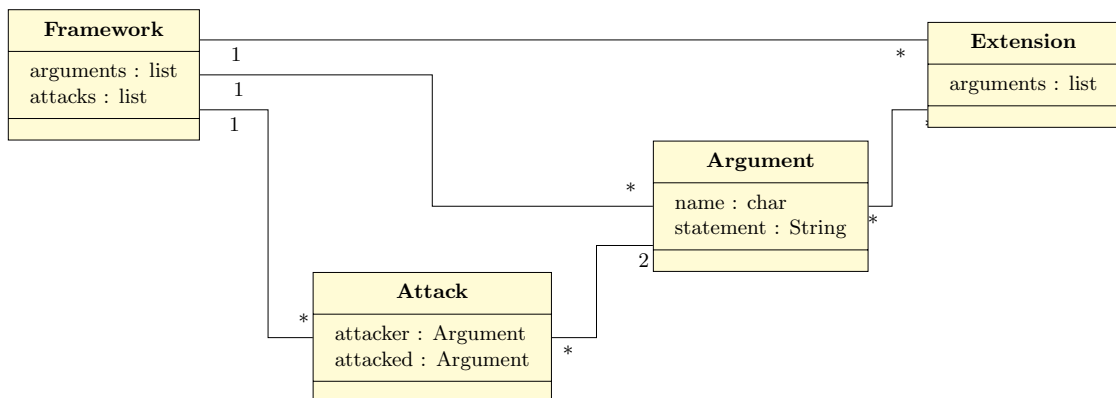 Framework
arguments : list
attacks : list
1
*
1
*
1
*
Extension
arguments : list
*
Argument
name : char
statement : String
*
2
*
Attack
attacker : Argument
attacked : Argument